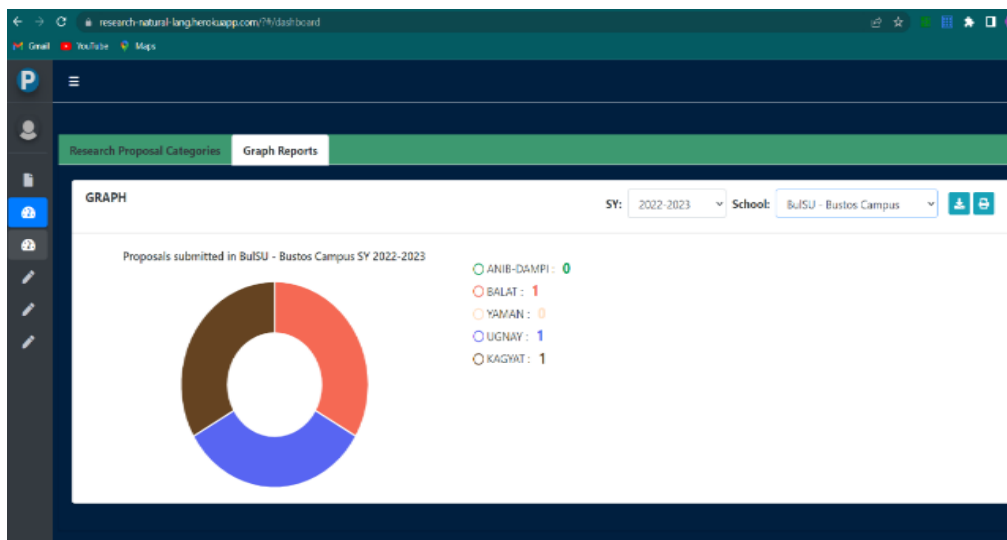 research-natural-lang.herokuapp.com/?#/dashboard
Gmail YouTube Maps
P
Research Proposal Categories Graph Reports
GRAPH SY: 2022-2023 School: BulSU - Bustos Campus
Proposals submitted in BulSU - Bustos Campus SY 2022-2023
ANIB-DAMPI : 0
BALAT : 1
YAMAN : 0
UGNAY : 1
KAGYAT : 1